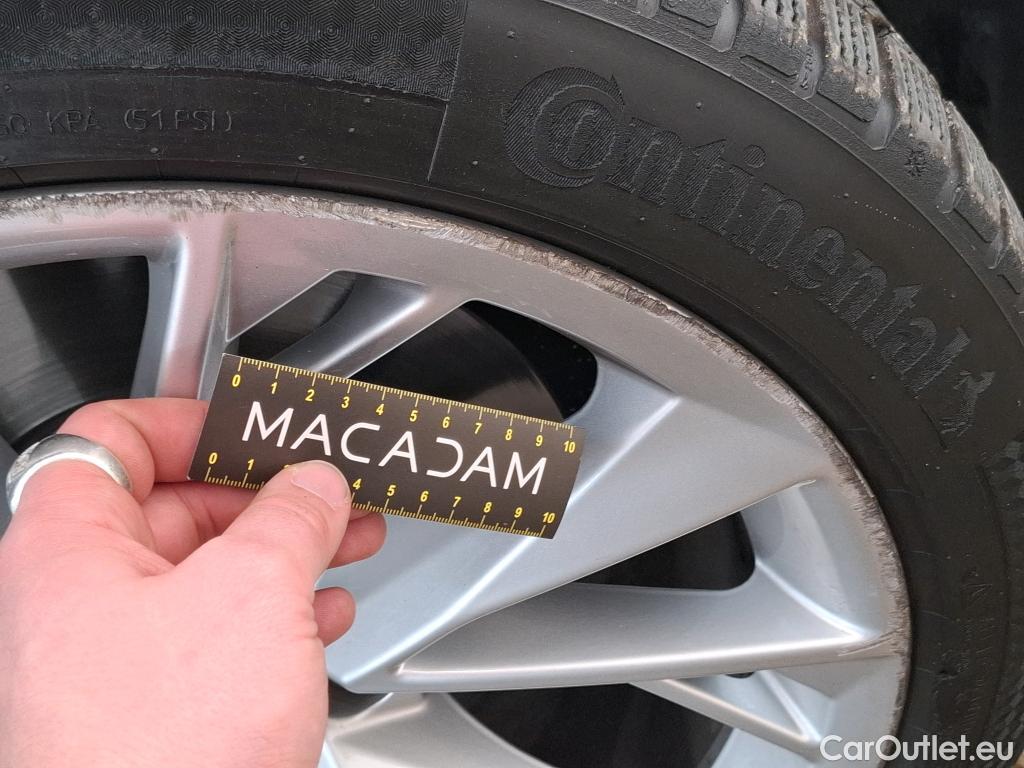 50 KPA (51 PSI)
Continental
0 1 2 3 4 5 6 7 8 9 10
MACADAM
0 1 2 4 5 6 7 8 9 10
CarOutlet.eu